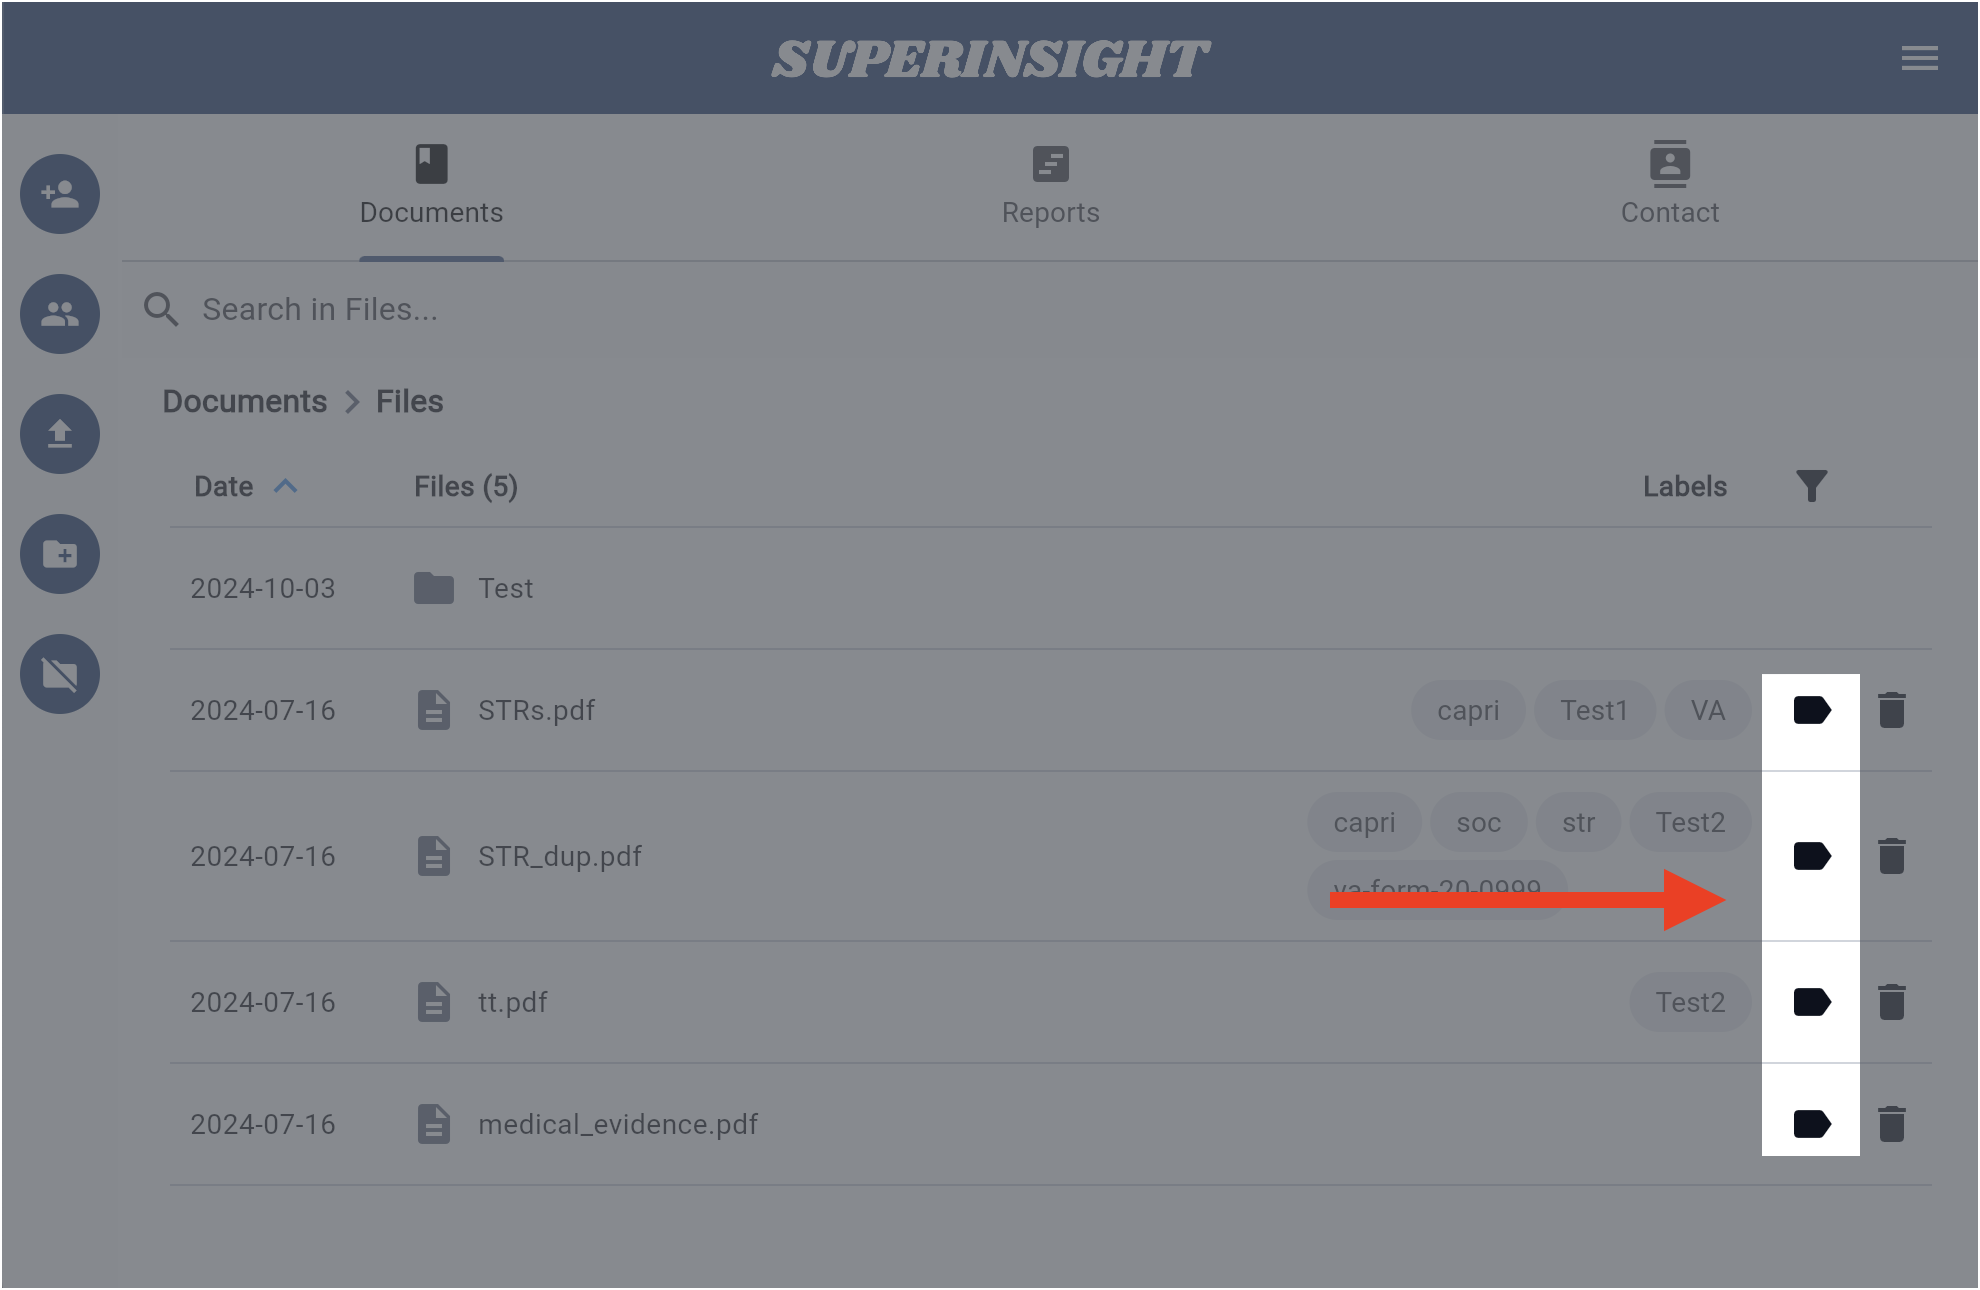 SUPERINSIGHT
Documents
Reports
Contact
Search in Files...
Documents > Files
Date Files (5) Labels
2024-10-03 Test
2024-07-16 STRs.pdf capri Test1 VA
2024-07-16 STR_dup.pdf capri soc str Test2
va-form-20-0999
2024-07-16 tt.pdf Test2
2024-07-16 medical_evidence.pdf